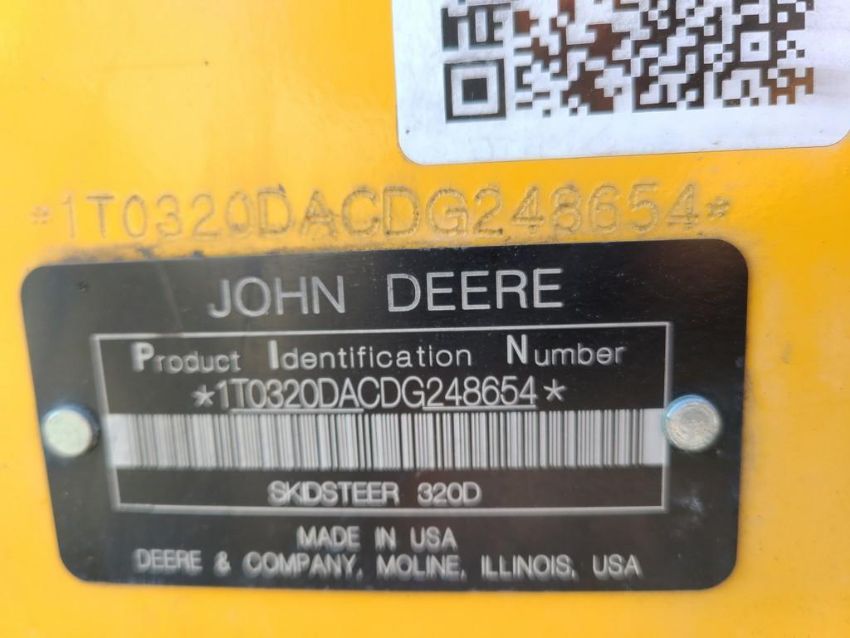 *1T0320DACDG248654*
JOHN DEERE
Product Identification Number
*1T0320DACDG248654*
SKIDSTEER 320D
MADE IN USA
DEERE & COMPANY, MOLINE, ILLINOIS, USA